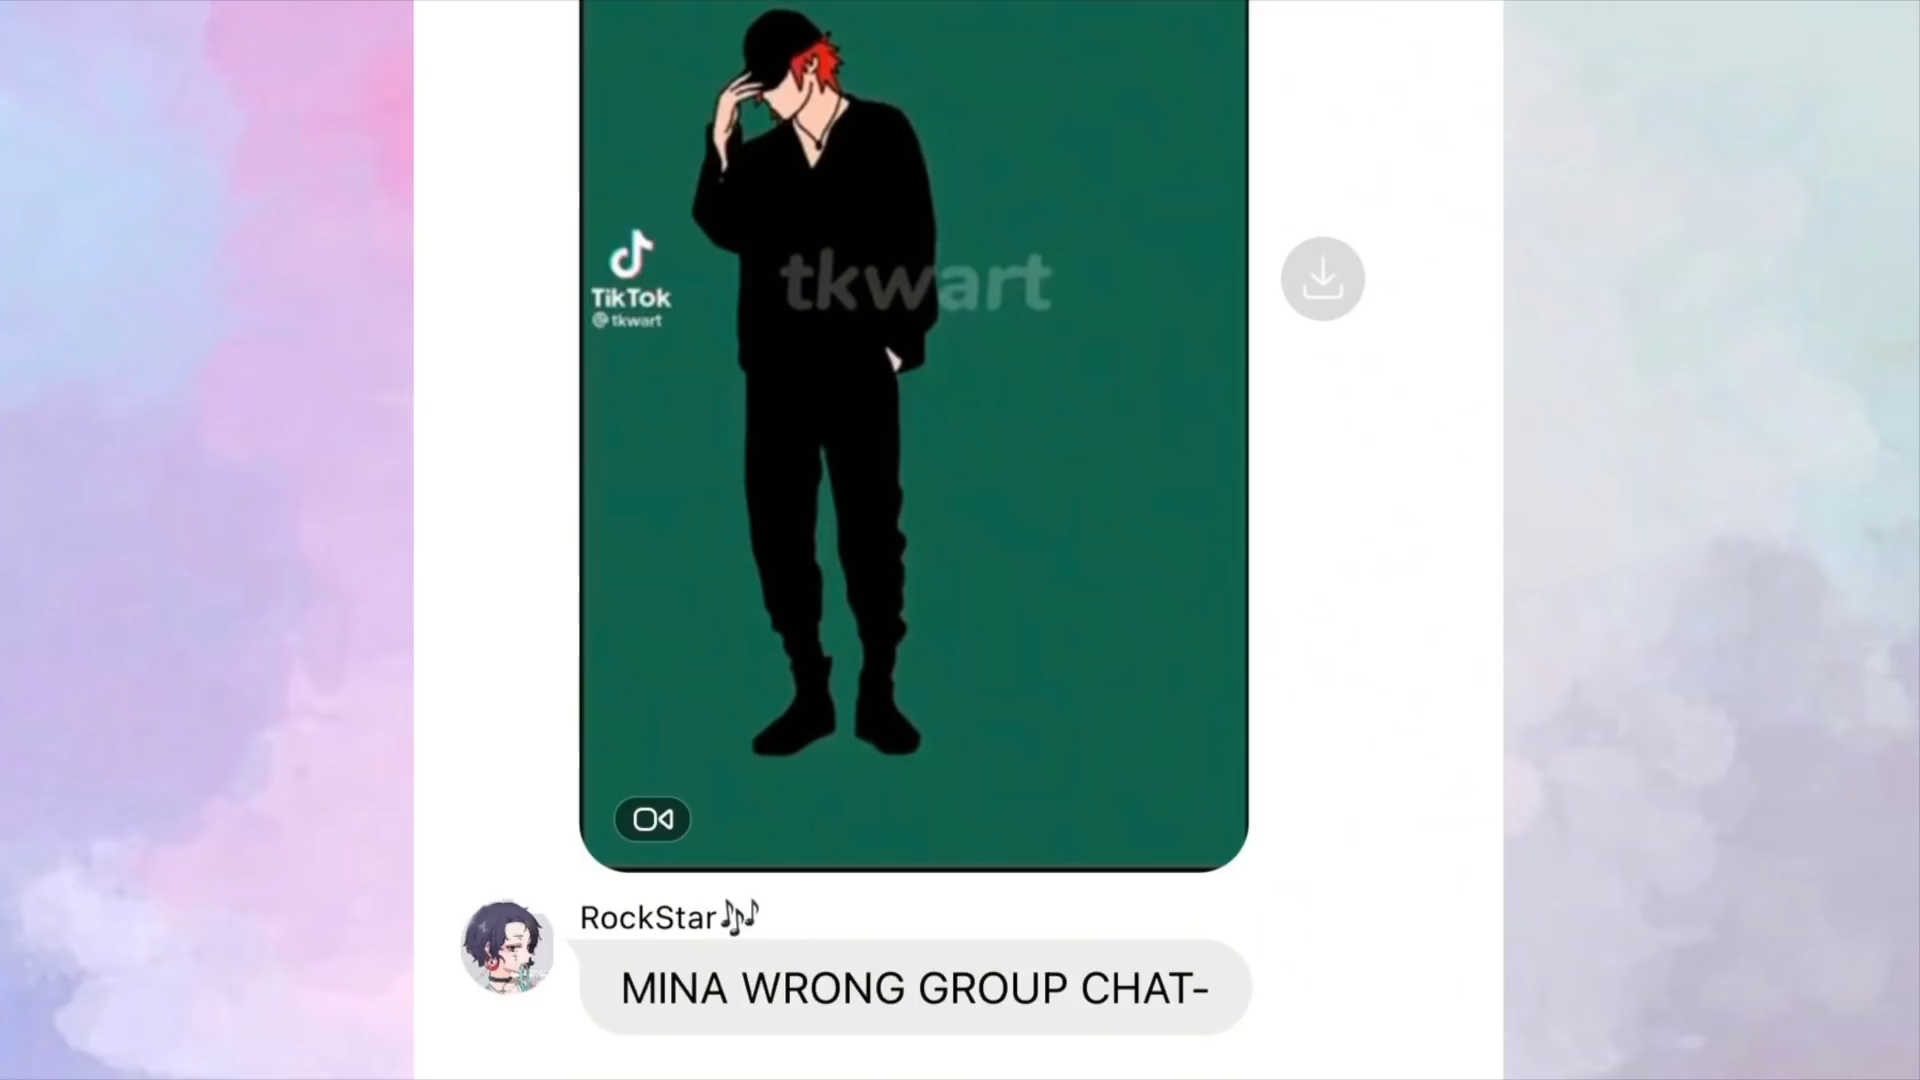 tkwart
TikTok
@tkwart
RockStar🎶
MINA WRONG GROUP CHAT-